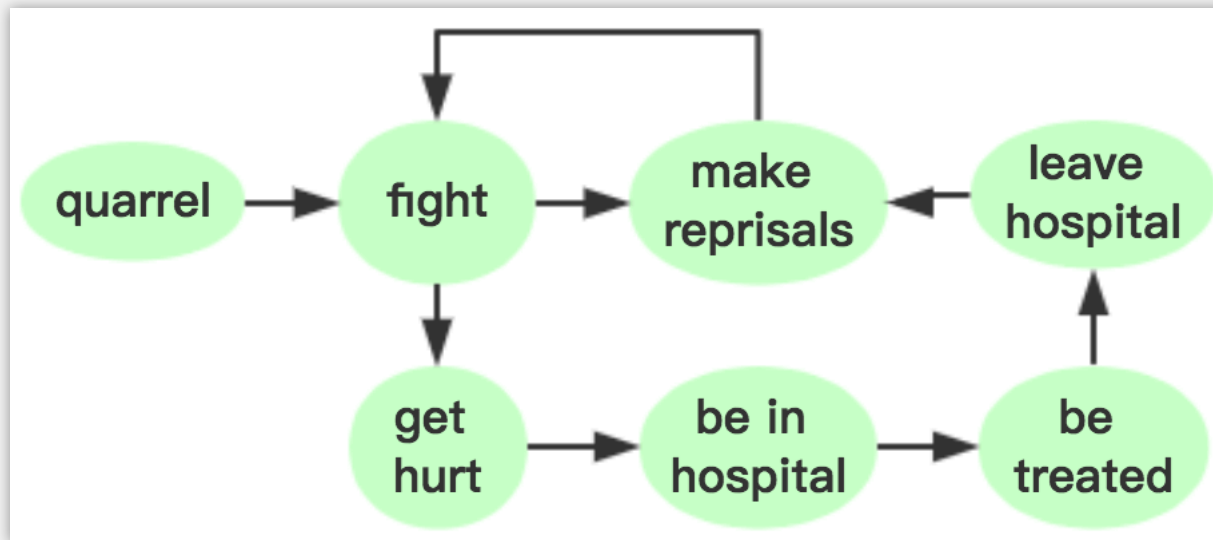 quarrel
fight
make
reprisals
leave
hospital
get
hurt
be in
hospital
be
treated